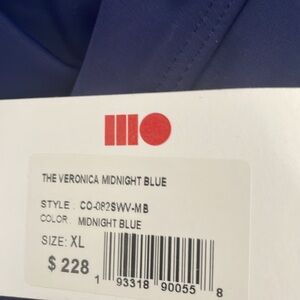 THE VERONICA MIDNIGHT BLUE
STYLE : CO-082SWV-MB
COLOR : MIDNIGHT BLUE
SIZE: XL
$ 228
1 93318 90055 8